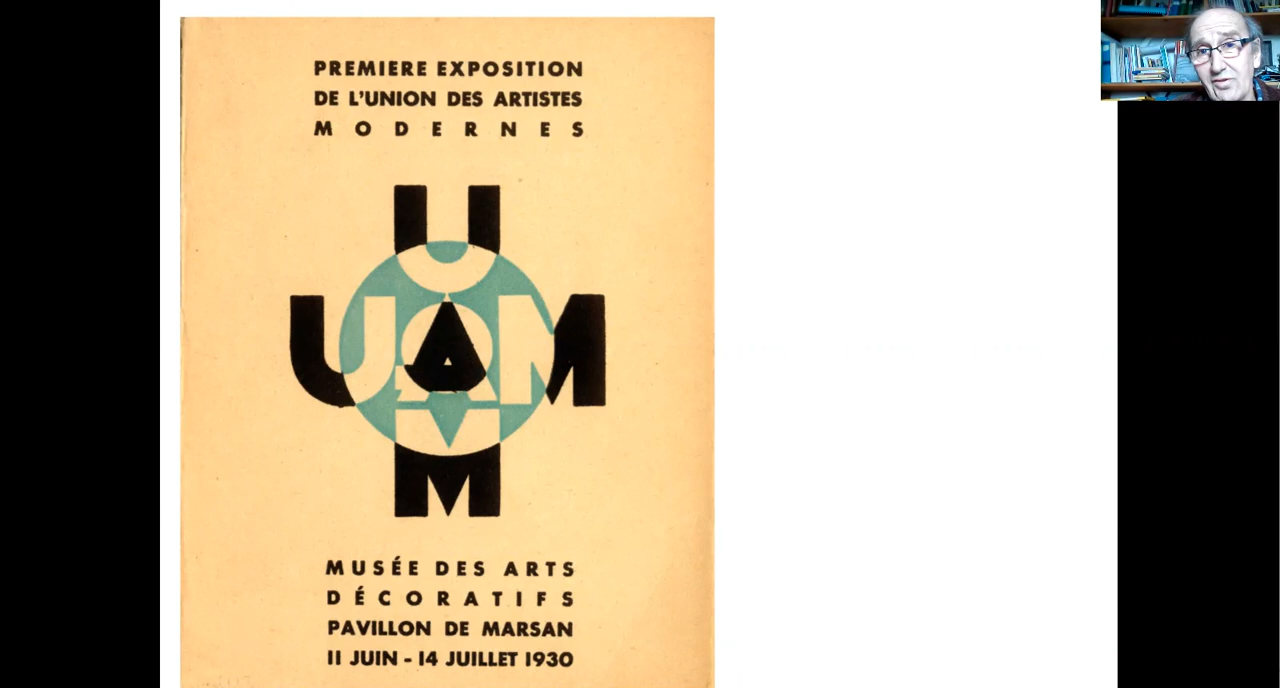 PREMIERE EXPOSITION
DE L'UNION DES ARTISTES
MODERNES
U
UAM
M
MUSÉE DES ARTS
DÉCORATIFS
PAVILLON DE MARSAN
11 JUIN - 14 JUILLET 1930